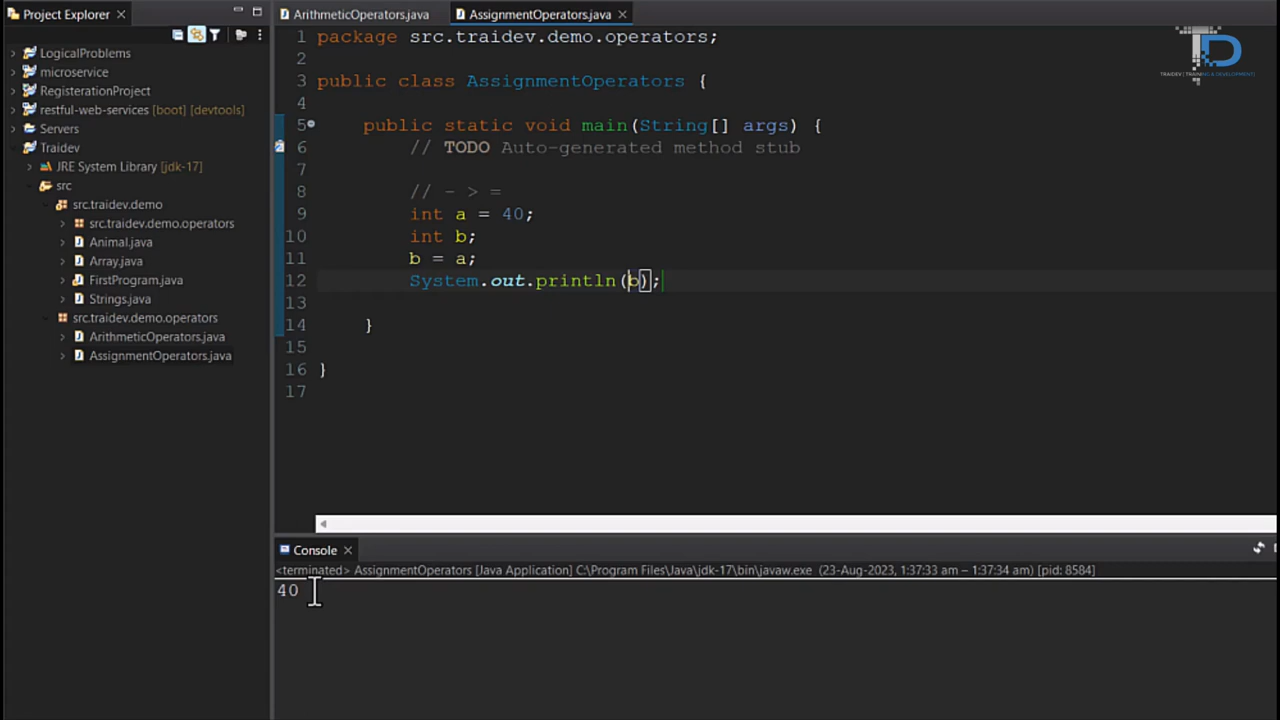 Project Explorer
LogicalProblems
microservice
RegisterationProject
restful-web-services [boot] [devtools]
Servers
Traidev
JRE System Library [jdk-17]
src
src.traidev.demo
src.traidev.demo.operators
Animal.java
Array.java
FirstProgram.java
Strings.java
src.traidev.demo.operators
ArithmeticOperators.java
AssignmentOperators.java
ArithmeticOperators.java
AssignmentOperators.java
1 package src.traidev.demo.operators;
2
3 public class AssignmentOperators {
4
5 public static void main(String[] args) {
6 // TODO Auto-generated method stub
7
8 // - > =
9 int a = 40;
10 int b;
11 b = a;
12 System.out.println(b);
13
14 }
15
16 }
17
TD
TRAIDEV | TRAINING & DEVELOPMENT|
Console
<terminated> AssignmentOperators [Java Application] C:\Program Files\Java\jdk-17\bin\javaw.exe (23-Aug-2023, 1:37:33 am – 1:37:34 am) [pid: 8584]
40